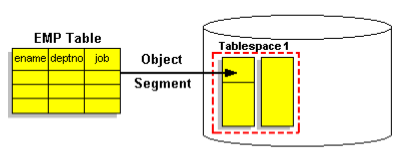 EMP Table
ename deptno job
Object
Segment
Tablespace 1